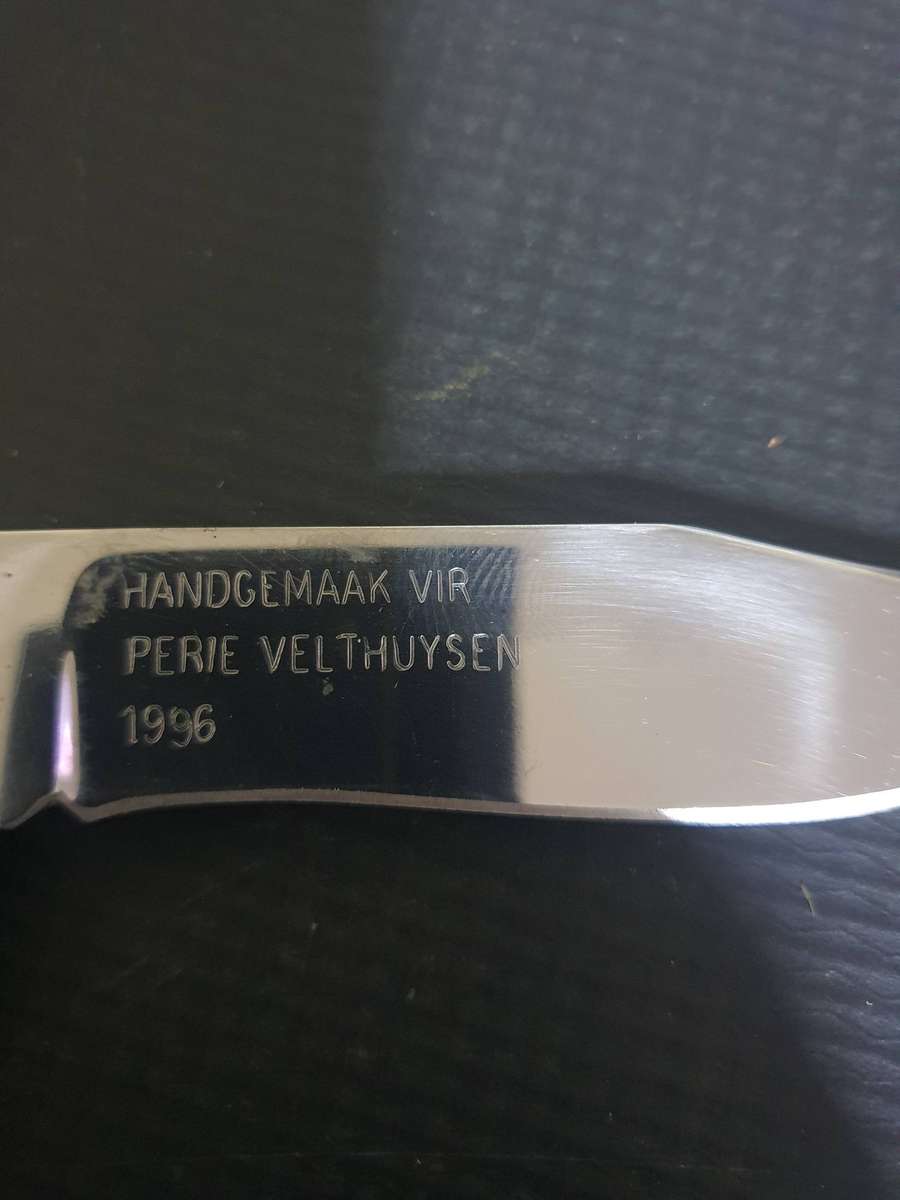 HANDGEMAAK VIR
PERIE VELTHUYSEN
1996